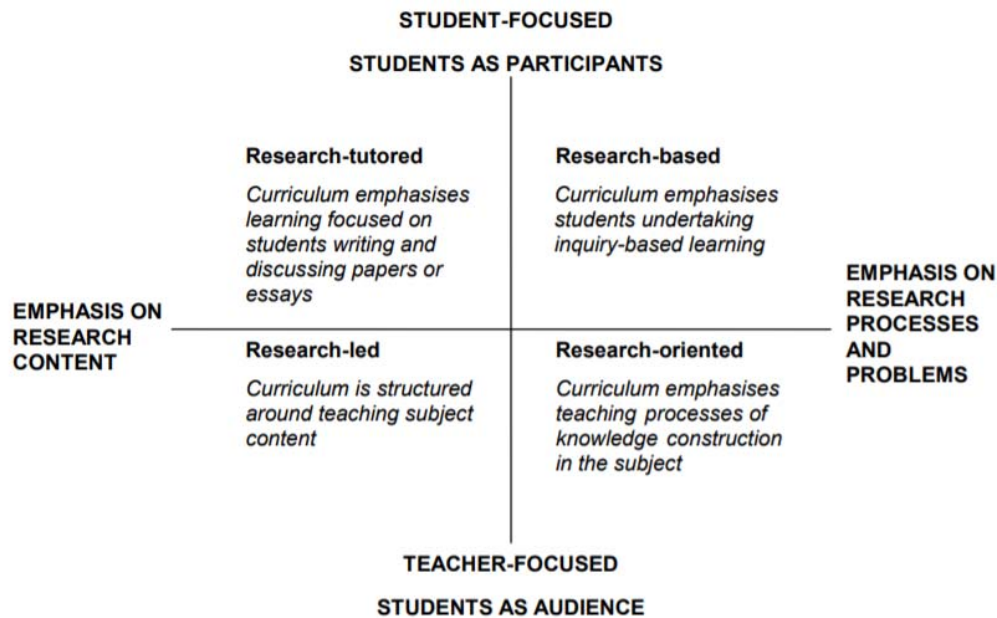 STUDENT-FOCUSED
STUDENTS AS PARTICIPANTS
Research-tutored
Curriculum emphasises
learning focused on
students writing and
discussing papers or
essays
Research-based
Curriculum emphasises
students undertaking
inquiry-based learning
EMPHASIS ON
RESEARCH
CONTENT
EMPHASIS ON
RESEARCH
PROCESSES
AND
PROBLEMS
Research-led
Curriculum is structured
around teaching subject
content
Research-oriented
Curriculum emphasises
teaching processes of
knowledge construction
in the subject
TEACHER-FOCUSED
STUDENTS AS AUDIENCE